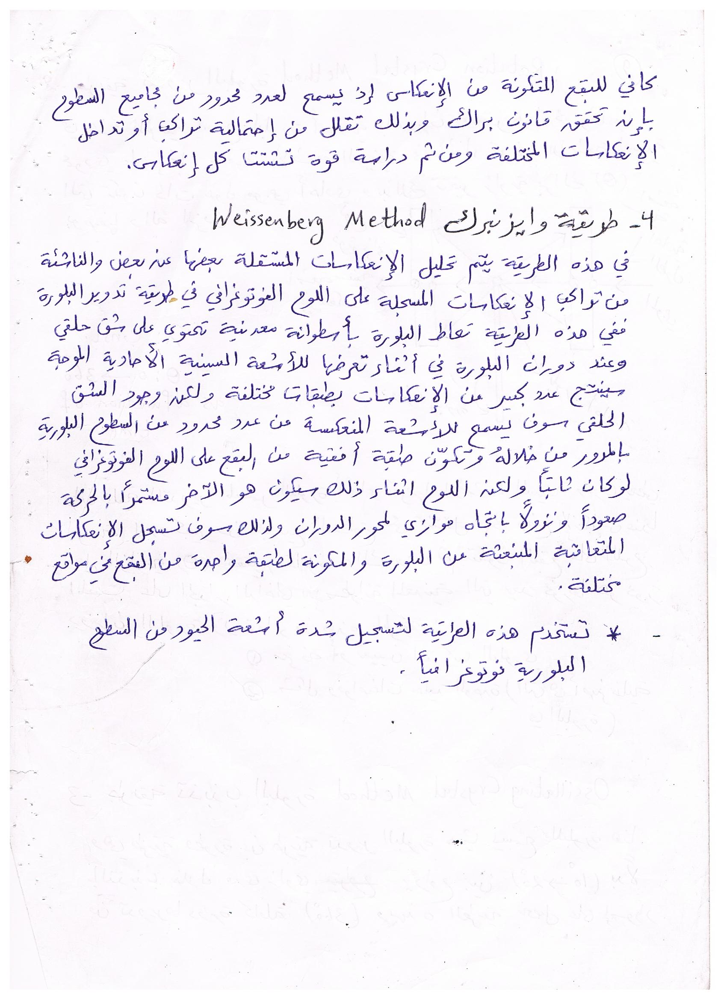 كافي للبقع المتكونة من الإنعكاس إذ يسمح لعدد محدود من مجاميع السطوح
بإن تحقق قانون براك وبذلك تقلل من إحتمالية تراكب أو تداخل
الإنعكاسات المختلفة ومن ثم دراسة قوة تشتت كل إنعكاس.
4- طريقة وايزنبرك Weissenberg Method
في هذه الطريقة يتم تحليل الإنعكاسات المستقلة بعضها عن بعض والناشئة
من تراكب الإنعكاسات المسجلة على اللوح الفوتوغرافي في طريقة تدوير البلورة
ففي هذه الطريقة تحاط البلورة بأسطوانة معدنية تحتوي على شق حلقي
وعند دوران البلورة في أثناء تعرضها للأشعة السينية الأحادية الموجة
سينتج عدد كبير من الإنعكاسات بطبقات مختلفة ولكن وجود الشق
الحلقي سوف يسمح للأشعة المنعكسة من عدد محدود من السطوح البلورية
بالمرور من خلالهُ وتكوّن طبقة أفقية من البقع على اللوح الفوتوغرافي
لو كان ثابتاً ولكن اللوح اثناء ذلك سيكون هو الآخر مستمراً بالحركة
صعوداً ونزولاً باتجاه موازي لمحور الدوران ولذلك سوف تسجل الإنعكاسات
المتعاقبة المنبعثة من البلورة والمكونة لطبقة واحدة من البقع في مواقع
مختلفة.
- * تستخدم هذه الطريقة لتسجيل شدة أشعة الحيود من السطح
البلورية فوتوغرافياً.